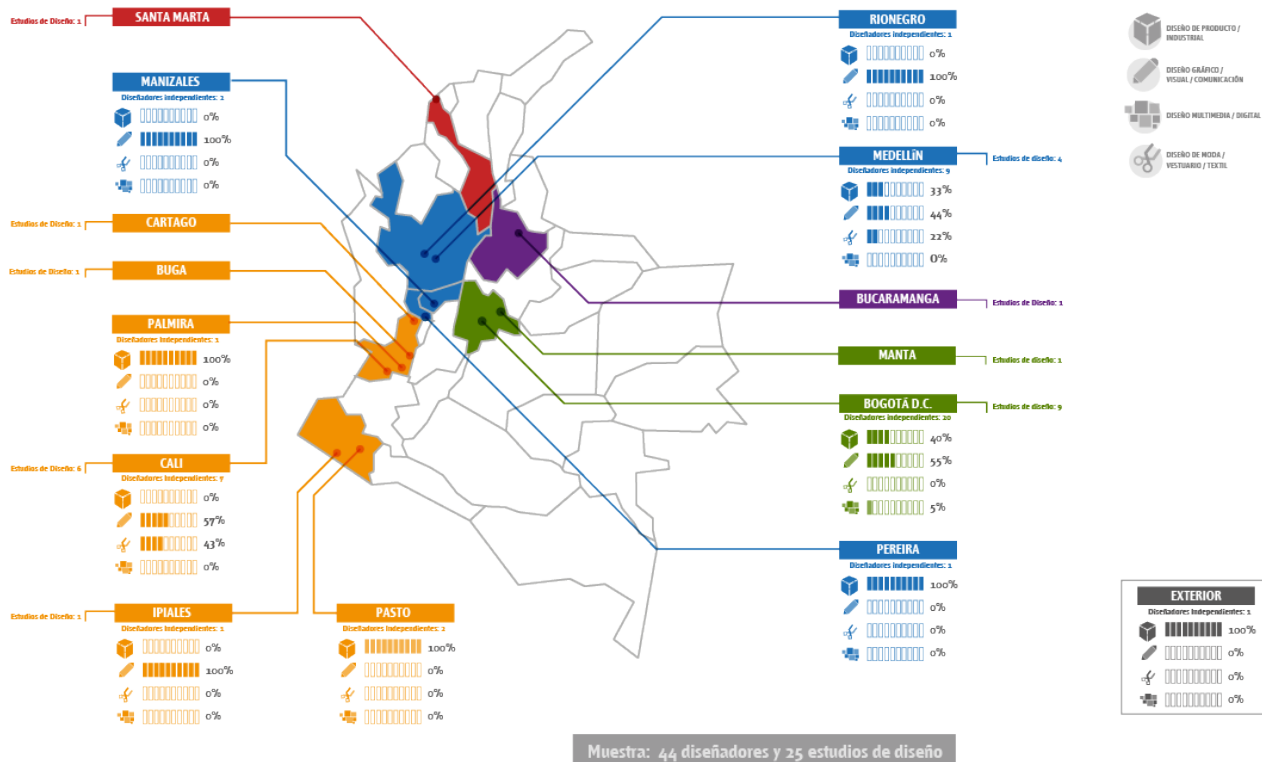 Estudios de Diseño: 1
SANTA MARTA
MANIZALES
Diseñadores independientes: 2
0%
100%
0%
0%
Estudios de Diseño: 1
CARTAGO
Estudios de Diseño: 1
BUGA
PALMIRA
Diseñadores independientes: 1
100%
0%
0%
0%
Estudios de Diseño: 6
CALI
Diseñadores independientes: 7
0%
57%
43%
0%
Estudios de Diseño: 1
IPIALES
Diseñadores independientes: 1
0%
100%
0%
0%
PASTO
Diseñadores independientes: 2
100%
0%
0%
0%
RIONEGRO
Diseñadores independientes: 1
0%
100%
0%
0%
MEDELLÍN
Estudios de diseño: 4
Diseñadores independientes: 9
33%
44%
22%
0%
BUCARAMANGA
Estudios de Diseño: 1
MANTA
Estudios de diseño: 1
BOGOTÁ D.C.
Estudios de diseño: 9
Diseñadores independientes: 20
40%
55%
0%
5%
PEREIRA
Diseñadores independientes: 1
100%
0%
0%
0%
DISEÑO DE PRODUCTO /
INDUSTRIAL
DISEÑO GRÁFICO /
VISUAL / COMUNICACIÓN
DISEÑO MULTIMEDIA / DIGITAL
DISEÑO DE MODA /
VESTUARIO / TEXTIL
EXTERIOR
Diseñadores independientes: 1
100%
0%
0%
0%
Muestra: 44 diseñadores y 25 estudios de diseño